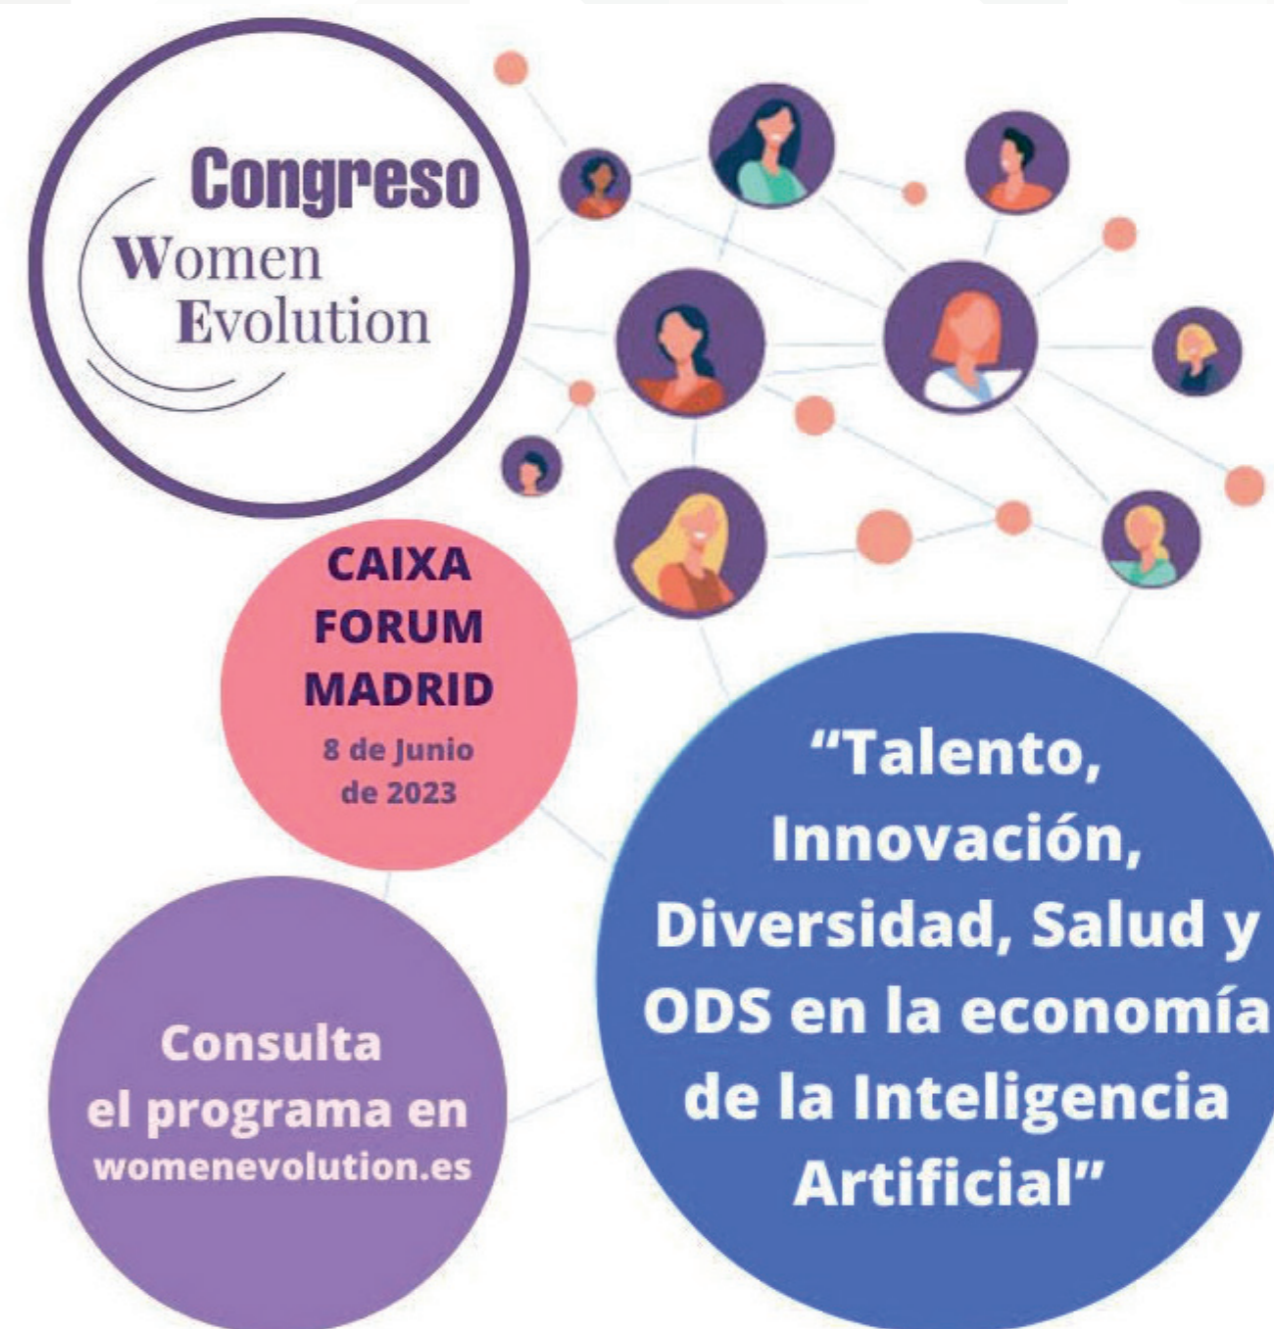 Congreso
Women
Evolution
CAIXA
FORUM
MADRID
8 de Junio
de 2023
“Talento,
Innovación,
Diversidad, Salud y
ODS en la economía
de la Inteligencia
Artificial”
Consulta
el programa en
womenevolution.es